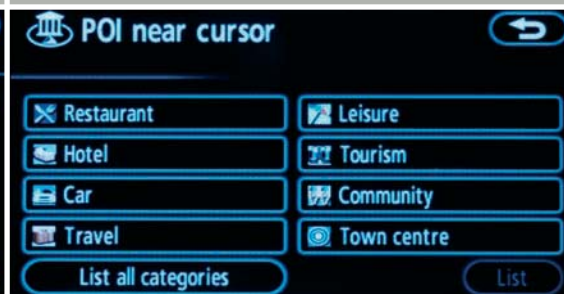 POI near cursor
Restaurant
Leisure
Hotel
Tourism
Car
Community
Travel
Town centre
List all categories
List